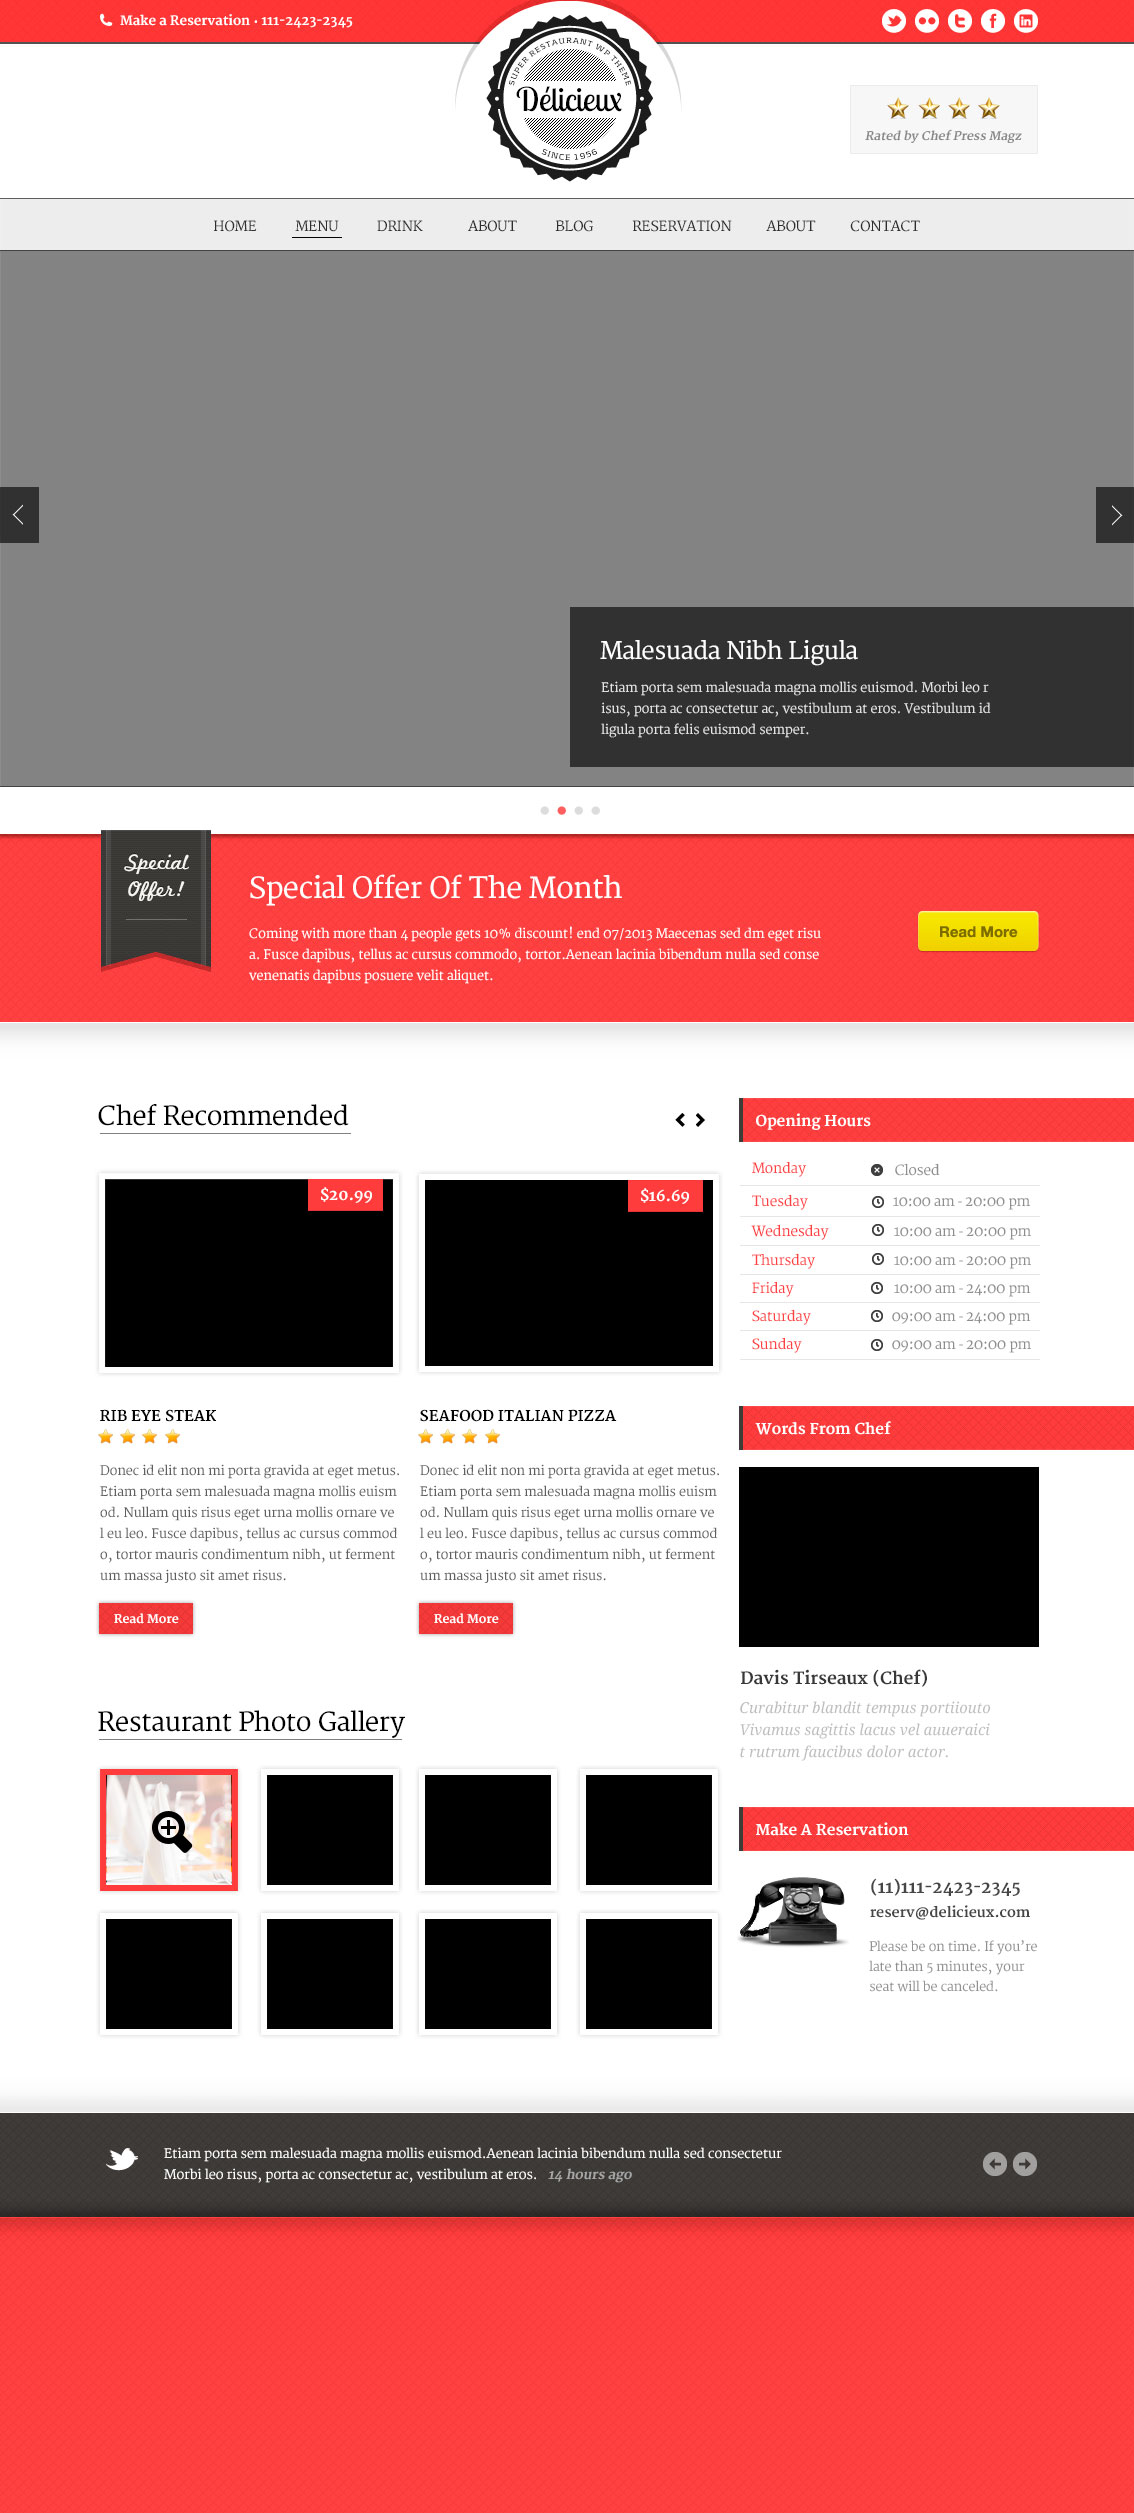 Make a Reservation • 111-2423-2345
SUPER RESTAURANT WP THEME
Délicieux
SINCE 1956
Rated by Chef Press Magz
HOME MENU DRINK ABOUT BLOG RESERVATION ABOUT CONTACT
Malesuada Nibh Ligula
Etiam porta sem malesuada magna mollis euismod. Morbi leo r
isus, porta ac consectetur ac, vestibulum at eros. Vestibulum id
ligula porta felis euismod semper.
Special
Offer!
Special Offer Of The Month
Coming with more than 4 people gets 10% discount! end 07/2013 Maecenas sed dm eget risu
a. Fusce dapibus, tellus ac cursus commodo, tortor.Aenean lacinia bibendum nulla sed conse
venenatis dapibus posuere velit aliquet.
Read More
Chef Recommended
$20.99
RIB EYE STEAK
Donec id elit non mi porta gravida at eget metus.
Etiam porta sem malesuada magna mollis euism
od. Nullam quis risus eget urna mollis ornare ve
l eu leo. Fusce dapibus, tellus ac cursus commod
o, tortor mauris condimentum nibh, ut ferment
um massa justo sit amet risus.
Read More
$16.69
SEAFOOD ITALIAN PIZZA
Donec id elit non mi porta gravida at eget metus.
Etiam porta sem malesuada magna mollis euism
od. Nullam quis risus eget urna mollis ornare ve
l eu leo. Fusce dapibus, tellus ac cursus commod
o, tortor mauris condimentum nibh, ut ferment
um massa justo sit amet risus.
Read More
Restaurant Photo Gallery
Opening Hours
Monday Closed
Tuesday 10:00 am - 20:00 pm
Wednesday 10:00 am - 20:00 pm
Thursday 10:00 am - 20:00 pm
Friday 10:00 am - 24:00 pm
Saturday 09:00 am - 24:00 pm
Sunday 09:00 am - 20:00 pm
Words From Chef
Davis Tirseaux (Chef)
Curabitur blandit tempus portiiouto
Vivamus sagittis lacus vel auueraici
t rutrum faucibus dolor actor.
Make A Reservation
(11)111-2423-2345
reserv@delicieux.com
Please be on time. If you're
late than 5 minutes, your
seat will be canceled.
Etiam porta sem malesuada magna mollis euismod.Aenean lacinia bibendum nulla sed consectetur
Morbi leo risus, porta ac consectetur ac, vestibulum at eros. 14 hours ago